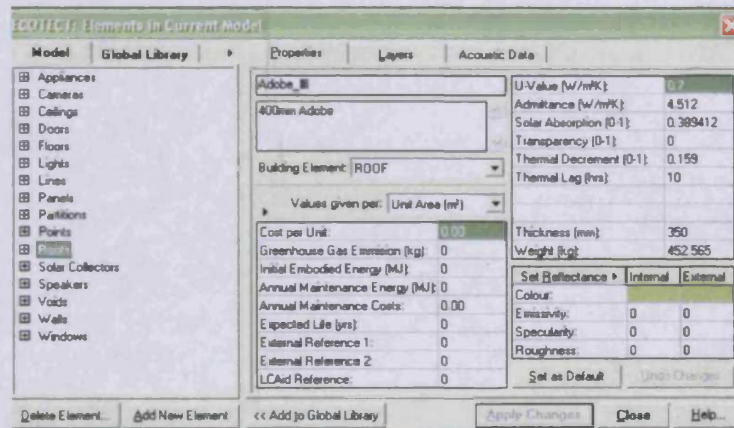 ECOTECT: Elements in Current Model
Model
Global Library
Properties
Layers
Acoustic Data
Appliances
Cameras
Ceilings
Doors
Floors
Lights
Lines
Panels
Partitions
Points
Roofs
Solar Collectors
Speakers
Voids
Walls
Windows
400mm Adobe
Building Element: ROOF
Values given per: Unit Area (m²)
Cost per Unit: 0.00
Greenhouse Gas Emmision (kg): 0
Initial Embodied Energy (MJ): 0
Annual Maintenance Energy (MJ): 0
Annual Maintenance Costs: 0.00
Expected Life (yrs): 0
External Reference 1: 0
External Reference 2: 0
LCAid Reference: 0
U-Value (W/m²K): 0.7
Admittance (W/m²K): 4.512
Solar Absorption (0-1): 0.389412
Transparency (0-1): 0
Thermal Decrement (0-1): 0.159
Thermal Lag (hrs): 10
Thickness (mm): 350
Weight (kg): 452.565
Set Reflectance Internal External
Colour:
Emissivity: 0 0
Specularity: 0 0
Roughness: 0 0
Set as Default Undo Changes
Delete Element... Add New Element << Add to Global Library Apply Changes Close Help...